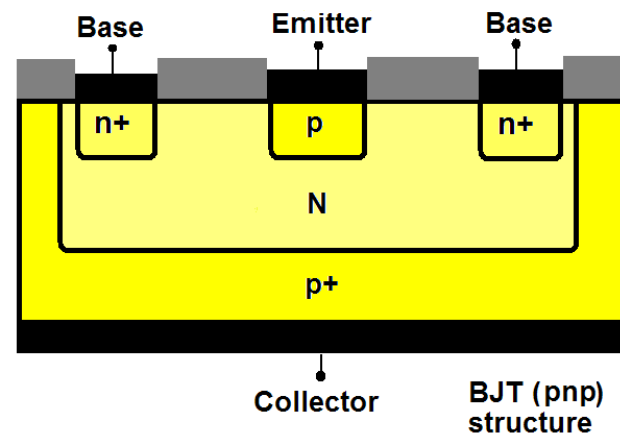 Base Emitter Base
n+ p n+
N
p+
Collector
BJT (pnp)
structure